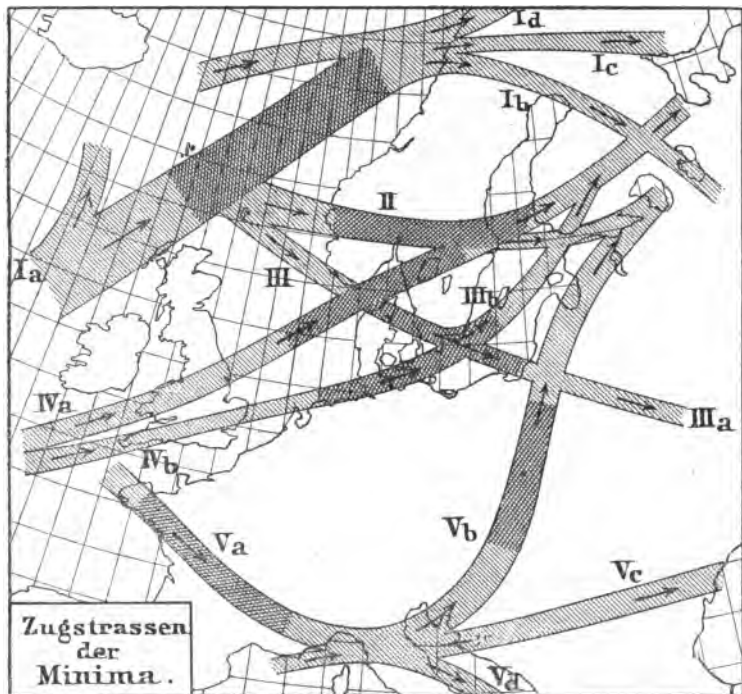 Id
Ic
Ib
II
Ia
III
IIIb
IVa
IIIa
IVb
Va
Vb
Vc
Zugstrassen
der
Minima.
Vd